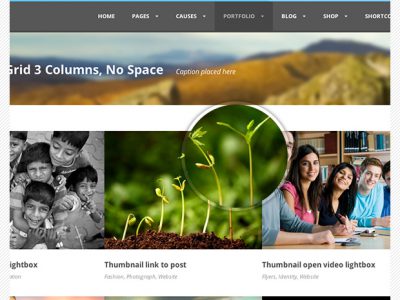 HOME PAGES CAUSES PORTFOLIO BLOG SHOP SHORTCO
Grid 3 Columns, No Space Caption placed here
lightbox
Thumbnail link to post
Thumbnail open video lightbox
Fashion, Photograph, Website
Flyers, Identity, Website